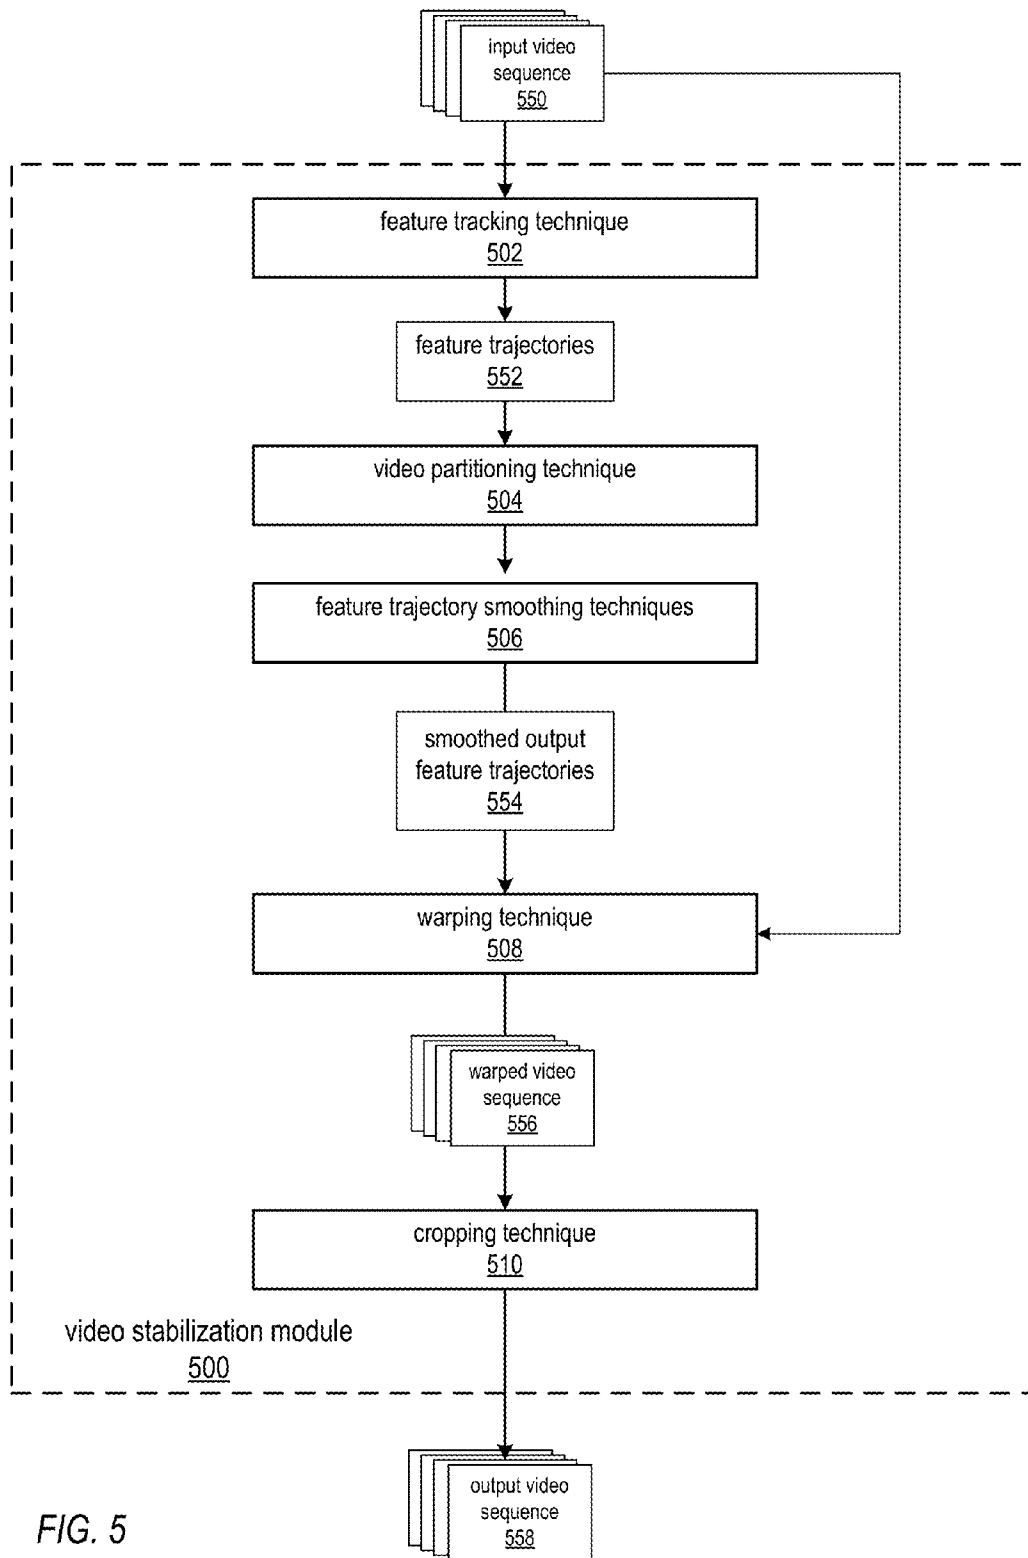 input video
sequence
550
feature tracking technique
502
feature trajectories
552
video partitioning technique
504
feature trajectory smoothing techniques
506
smoothed output
feature trajectories
554
warping technique
508
warped video
sequence
556
cropping technique
510
video stabilization module
500
output video
sequence
558
FIG. 5